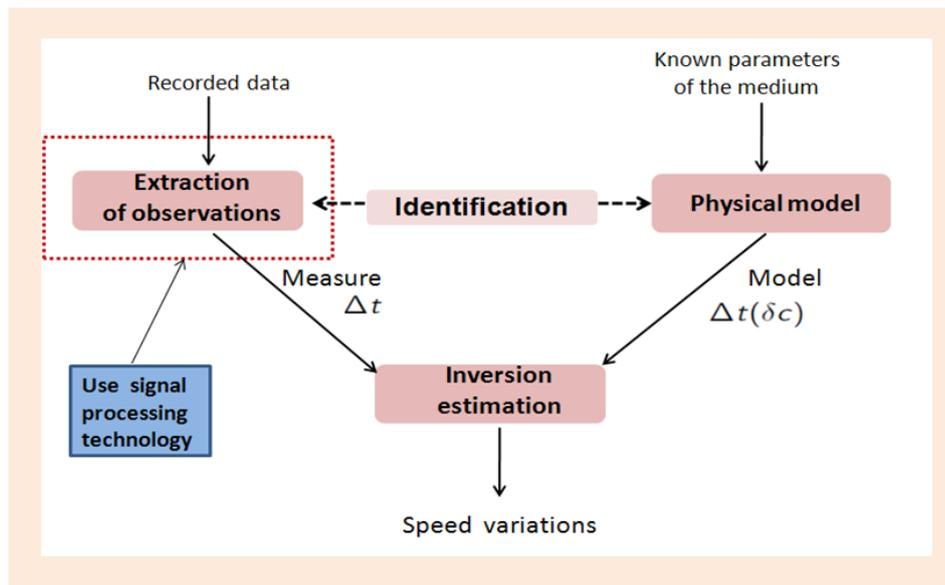 Recorded data
Known parameters
of the medium
Extraction
of observations
Identification
Physical model
Measure
Δt
Model
Δt(δc)
Use signal
processing
technology
Inversion
estimation
Speed variations